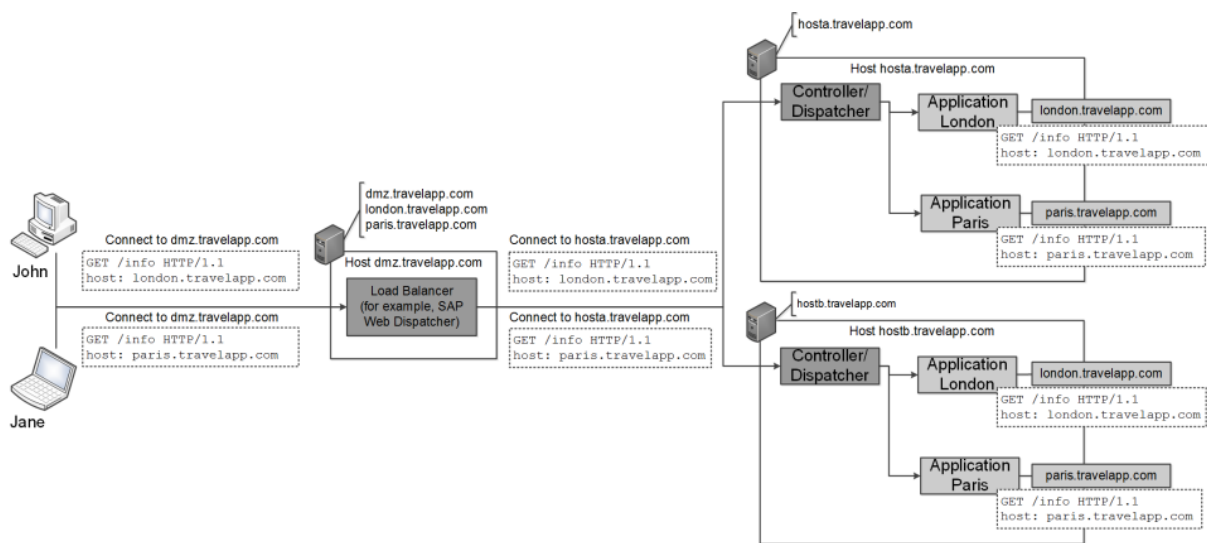 John
Jane
Connect to dmz.travelapp.com
GET /info HTTP/1.1
host: london.travelapp.com
Connect to dmz.travelapp.com
GET /info HTTP/1.1
host: paris.travelapp.com
dmz.travelapp.com
london.travelapp.com
paris.travelapp.com
Host dmz.travelapp.com
Load Balancer
(for example, SAP
Web Dispatcher)
Connect to hosta.travelapp.com
GET /info HTTP/1.1
host: london.travelapp.com
Connect to hosta.travelapp.com
GET /info HTTP/1.1
host: paris.travelapp.com
hosta.travelapp.com
Host hosta.travelapp.com
Controller/
Dispatcher
Application
London
london.travelapp.com
GET /info HTTP/1.1
host: london.travelapp.com
Application
Paris
paris.travelapp.com
GET /info HTTP/1.1
host: paris.travelapp.com
hostb.travelapp.com
Host hostb.travelapp.com
Controller/
Dispatcher
Application
London
london.travelapp.com
GET /info HTTP/1.1
host: london.travelapp.com
Application
Paris
paris.travelapp.com
GET /info HTTP/1.1
host: paris.travelapp.com